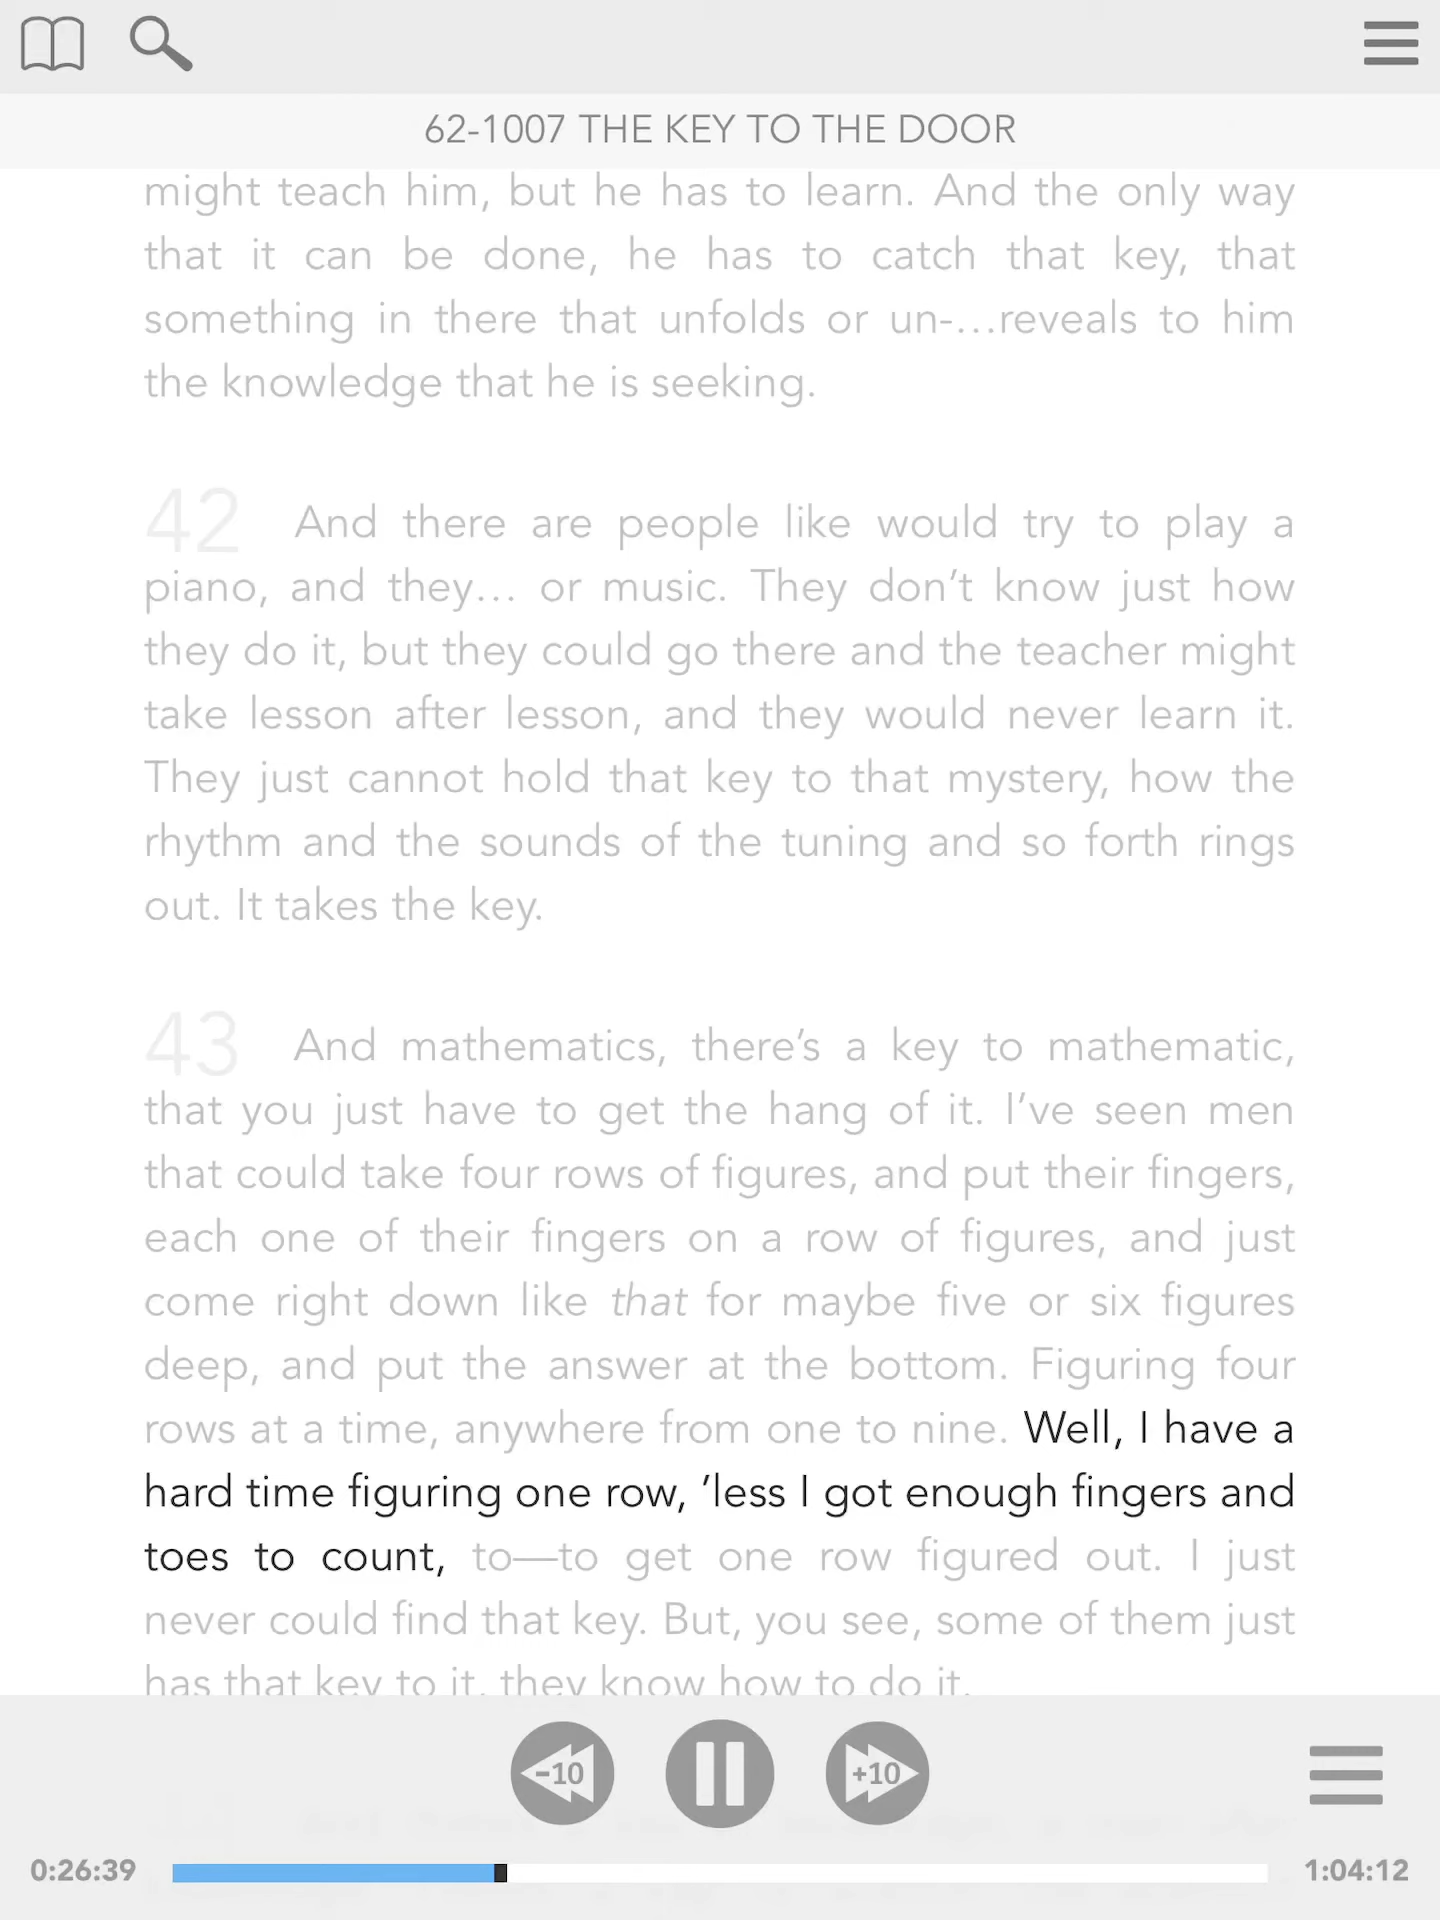 62-1007 THE KEY TO THE DOOR
might teach him, but he has to learn. And the only way
that it can be done, he has to catch that key, that
something in there that unfolds or un-…reveals to him
the knowledge that he is seeking.
42 And there are people like would try to play a
piano, and they… or music. They don’t know just how
they do it, but they could go there and the teacher might
take lesson after lesson, and they would never learn it.
They just cannot hold that key to that mystery, how the
rhythm and the sounds of the tuning and so forth rings
out. It takes the key.
43 And mathematics, there’s a key to mathematic,
that you just have to get the hang of it. I’ve seen men
that could take four rows of figures, and put their fingers,
each one of their fingers on a row of figures, and just
come right down like that for maybe five or six figures
deep, and put the answer at the bottom. Figuring four
rows at a time, anywhere from one to nine. Well, I have a
hard time figuring one row, ’less I got enough fingers and
toes to count, to—to get one row figured out. I just
never could find that key. But, you see, some of them just
has that key to it, they know how to do it.
-10 +10
0:26:39 1:04:12